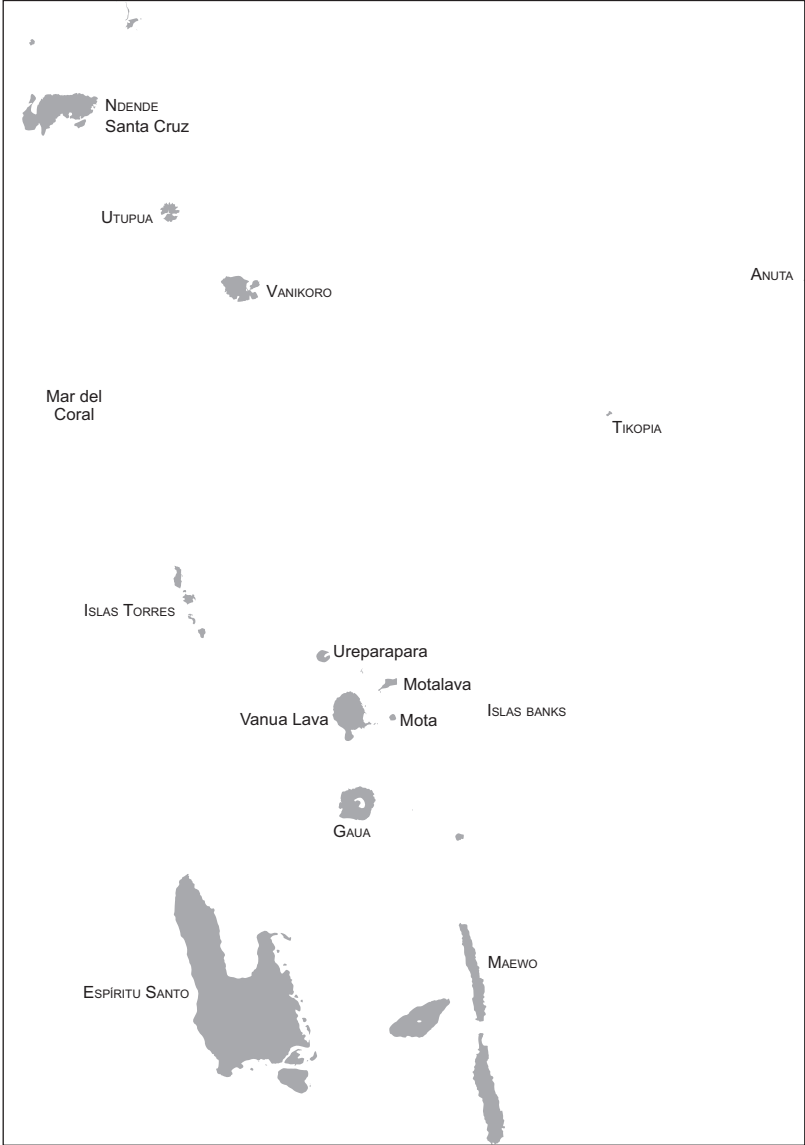 Ndende
Santa Cruz
Utupua
Vanikoro
Anuta
Mar del
Coral
Tikopia
Islas Torres
Ureparapara
Motalava
Islas banks
Vanua Lava
Mota
Gaua
Maewo
Espíritu Santo